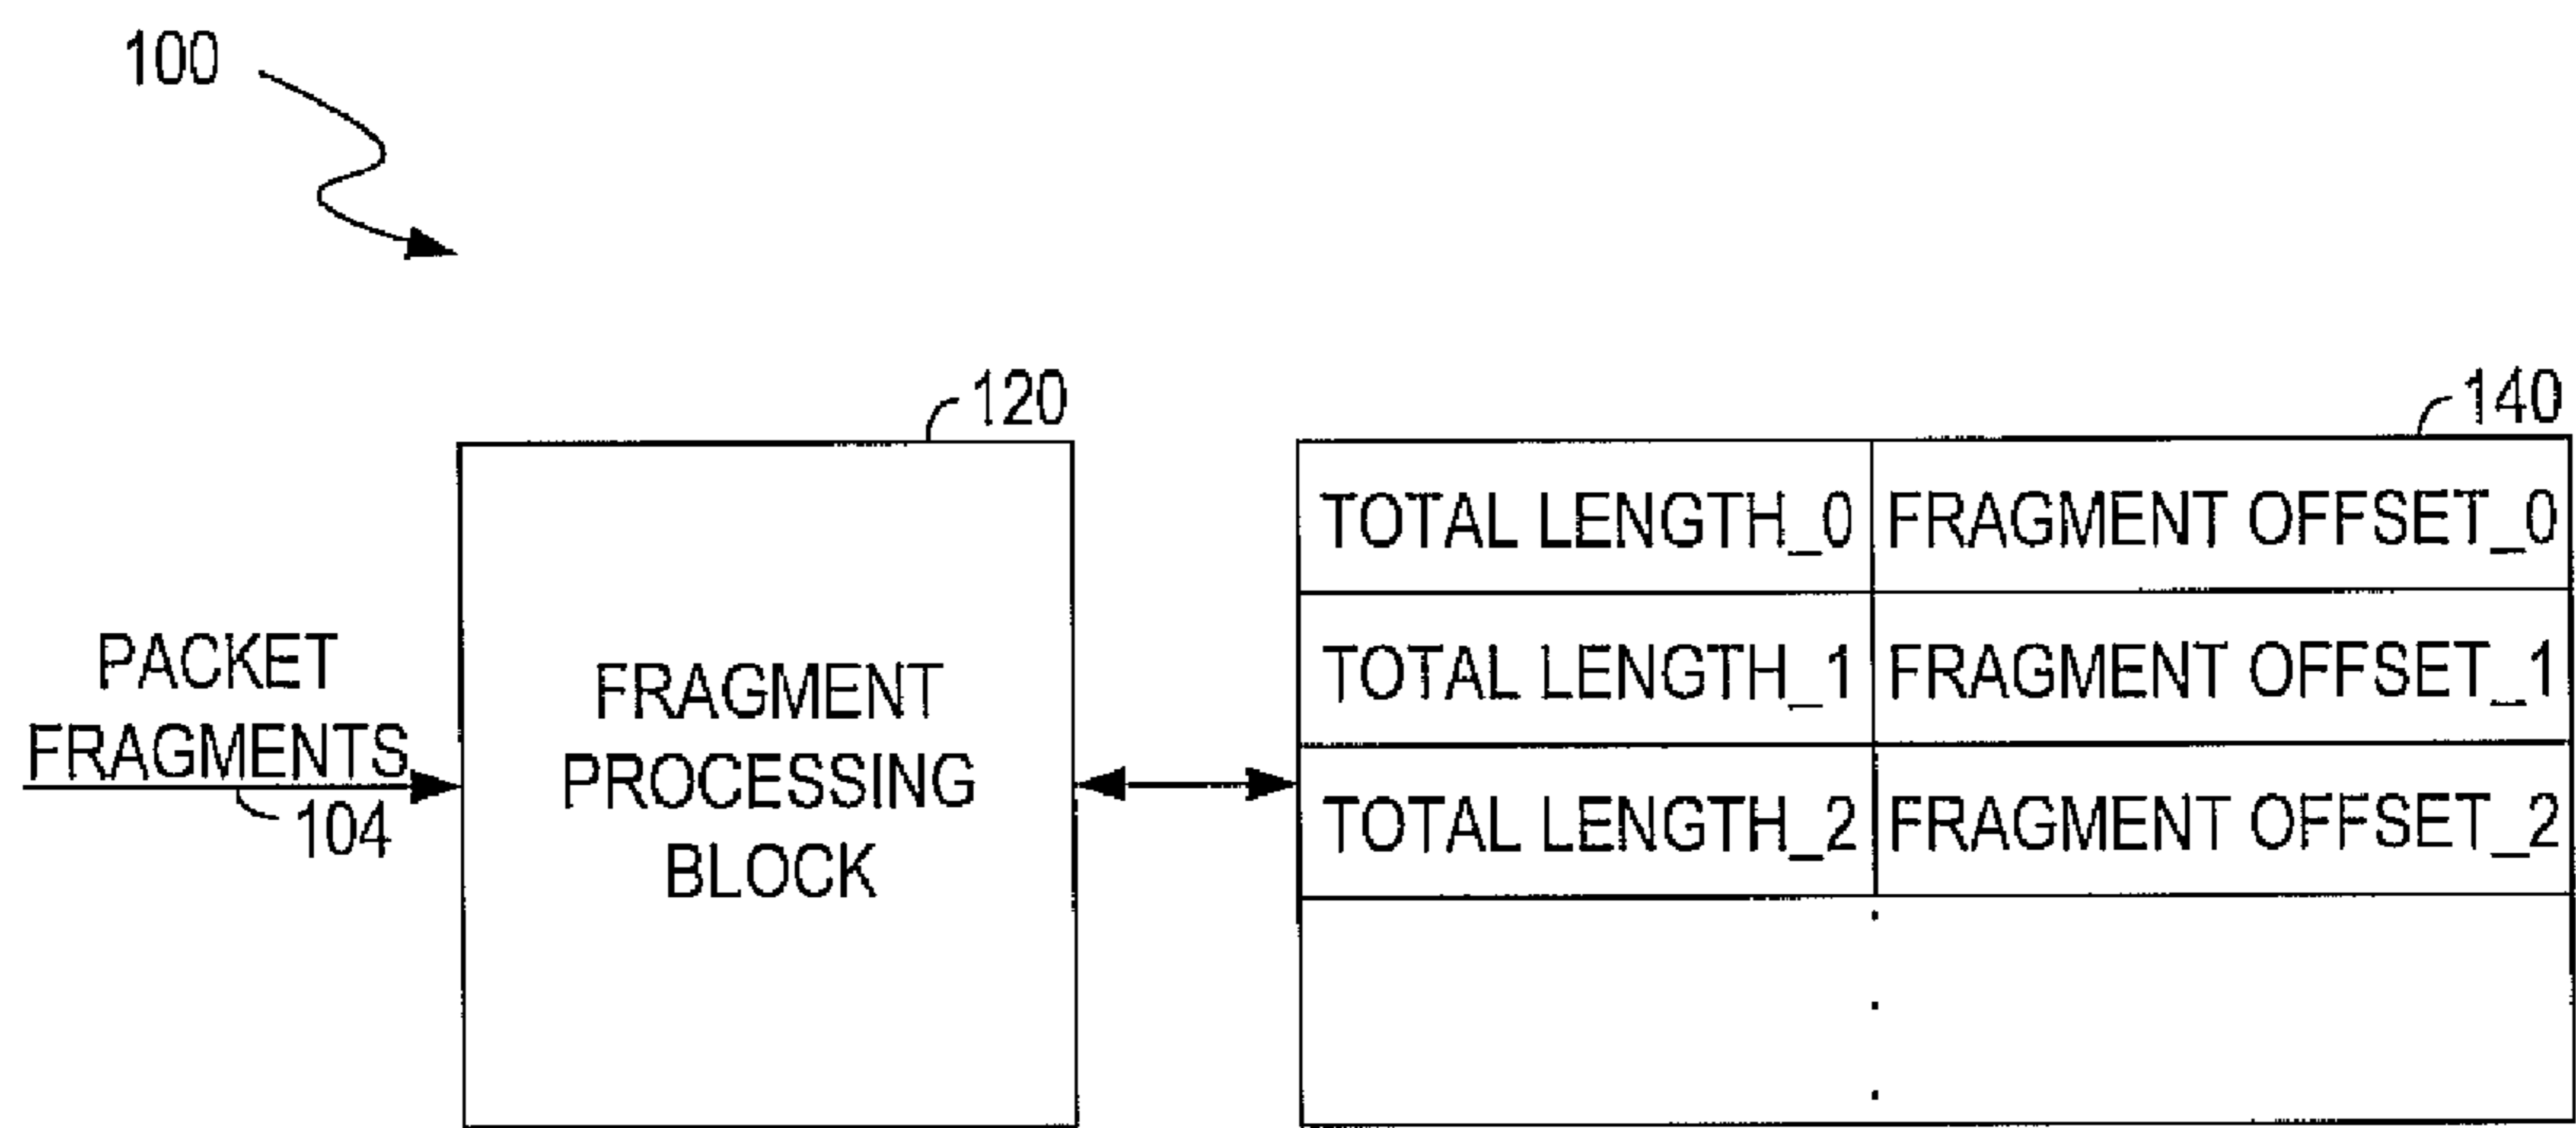 100
120
140
PACKET
FRAGMENTS
104
FRAGMENT
PROCESSING
BLOCK
TOTAL LENGTH_0 FRAGMENT OFFSET_0
TOTAL LENGTH_1 FRAGMENT OFFSET_1
TOTAL LENGTH_2 FRAGMENT OFFSET_2